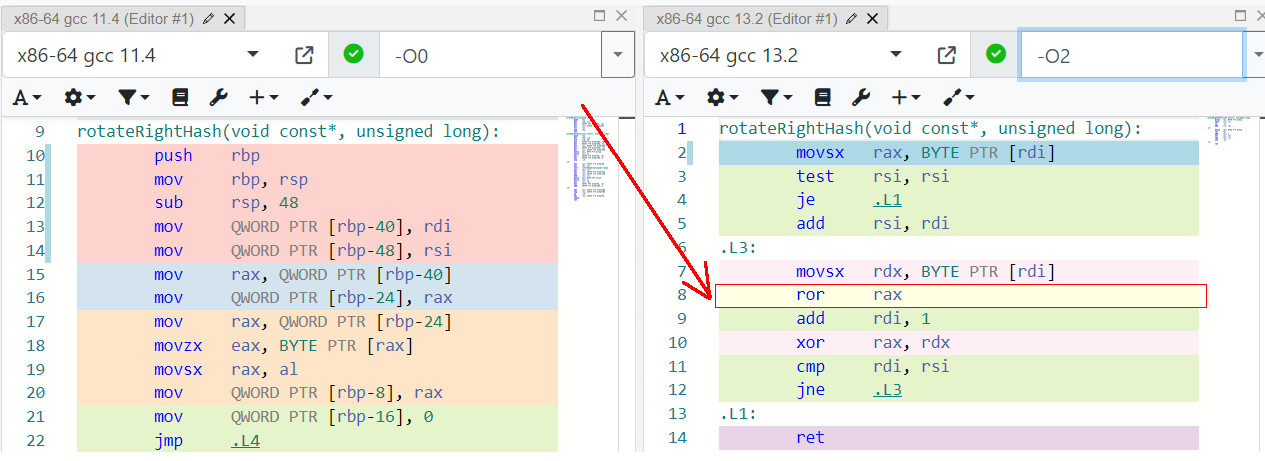 x86-64 gcc 11.4 (Editor #1)
x86-64 gcc 11.4
-O0
A
9 rotateRightHash(void const*, unsigned long):
10 push rbp
11 mov rbp, rsp
12 sub rsp, 48
13 mov QWORD PTR [rbp-40], rdi
14 mov QWORD PTR [rbp-48], rsi
15 mov rax, QWORD PTR [rbp-40]
16 mov QWORD PTR [rbp-24], rax
17 mov rax, QWORD PTR [rbp-24]
18 movzx eax, BYTE PTR [rax]
19 movsx rax, al
20 mov QWORD PTR [rbp-8], rax
21 mov QWORD PTR [rbp-16], 0
22 jmp .L4
x86-64 gcc 13.2 (Editor #1)
x86-64 gcc 13.2
-O2
A
1 rotateRightHash(void const*, unsigned long):
2 movsx rax, BYTE PTR [rdi]
3 test rsi, rsi
4 je .L1
5 add rsi, rdi
6 .L3:
7 movsx rdx, BYTE PTR [rdi]
8 ror rax
9 add rdi, 1
10 xor rax, rdx
11 cmp rdi, rsi
12 jne .L3
13 .L1:
14 ret